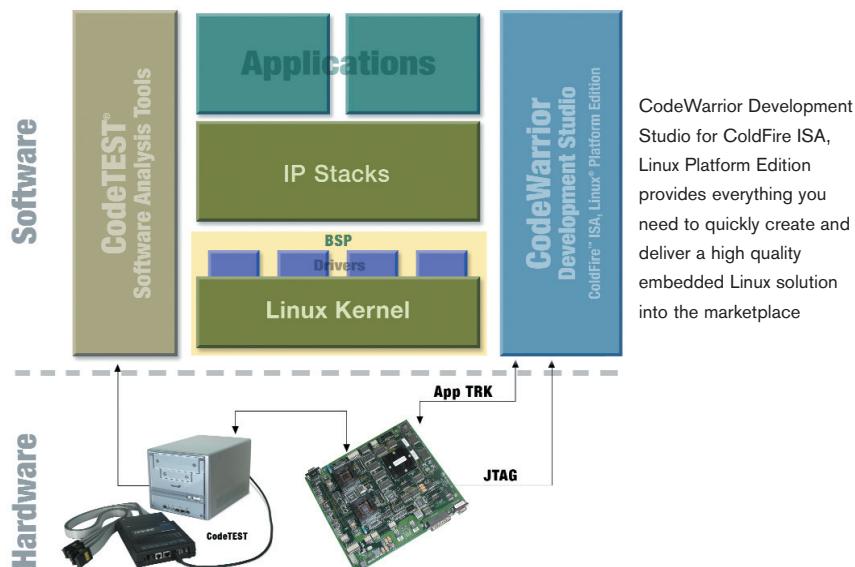 Software
CodeTEST®
Software Analysis Tools
Applications
IP Stacks
BSP
Drivers
Linux Kernel
CodeWarrior
Development Studio
ColdFire™ ISA, Linux® Platform Edition
CodeWarrior Development
Studio for ColdFire ISA,
Linux Platform Edition
provides everything you
need to quickly create and
deliver a high quality
embedded Linux solution
into the marketplace
Hardware
CodeTEST
App TRK
JTAG